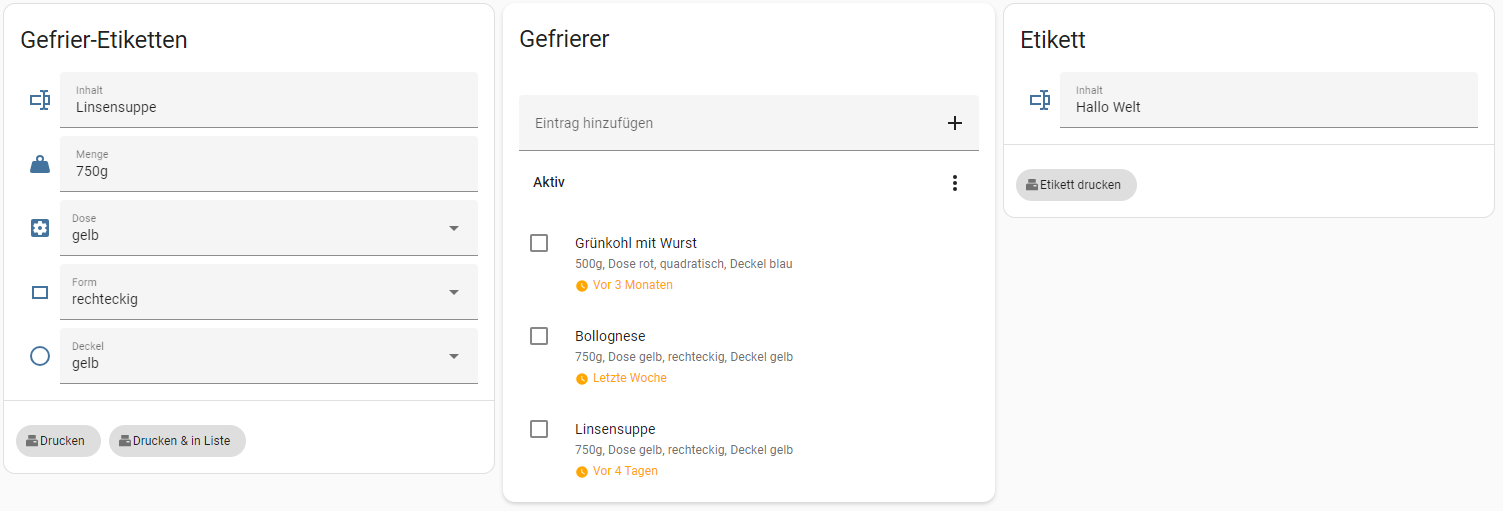 Gefrier-Etiketten
Inhalt
Linsensuppe
Menge
750g
Dose
gelb
Form
rechteckig
Deckel
gelb
Drucken
Drucken & in Liste
Gefrierer
Eintrag hinzufügen
Aktiv
Grünkohl mit Wurst
500g, Dose rot, quadratisch, Deckel blau
Vor 3 Monaten
Bollognese
750g, Dose gelb, rechteckig, Deckel gelb
Letzte Woche
Linsensuppe
750g, Dose gelb, rechteckig, Deckel gelb
Vor 4 Tagen
Etikett
Inhalt
Hallo Welt
Etikett drucken